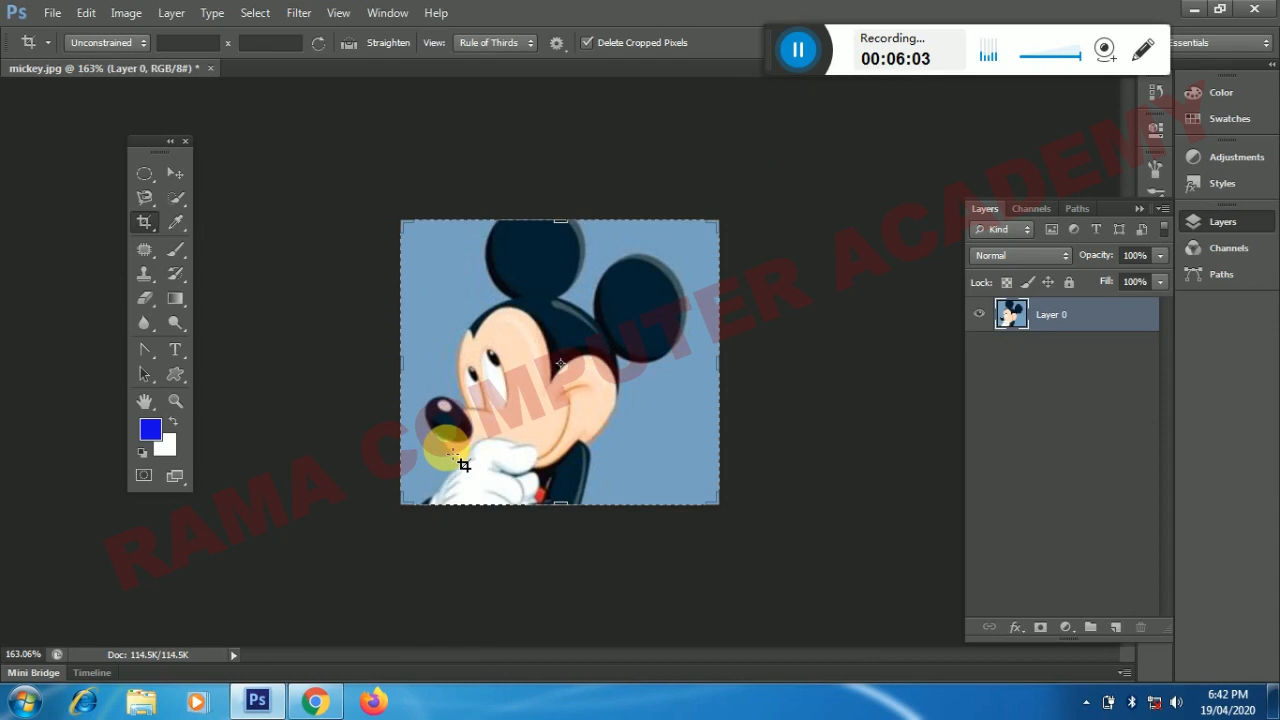 Ps File Edit Image Layer Type Select Filter View Window Help
Unconstrained x Straighten View: Rule of Thirds Delete Cropped Pixels
Recording...
00:06:03
ssentials
mickey.jpg @ 163% (Layer 0, RGB/8#) * ×
Color
Swatches
Adjustments
Styles
Layers
Channels
Paths
Layers Channels Paths
Kind
Normal Opacity: 100%
Lock: Fill: 100%
Layer 0
RAMA COMPUTER ACADEMY
163.06% Doc: 114.5K/114.5K
Mini Bridge Timeline
Ps
6:42 PM
19/04/2020